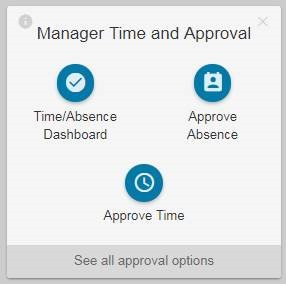 Manager Time and Approval
Time/Absence
Dashboard
Approve
Absence
Approve Time
See all approval options